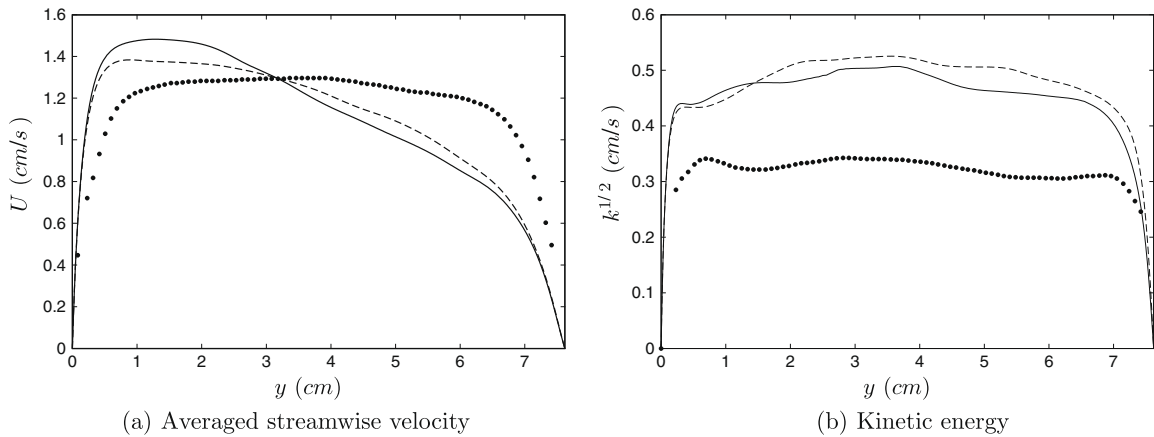 1.6
1.4
1.2
1
0.8
0.6
0.4
0.2
0
U (cm/s)
0 1 2 3 4 5 6 7
y (cm)
(a) Averaged streamwise velocity
0.6
0.5
0.4
0.3
0.2
0.1
0
k^{1/2} (cm/s)
0 1 2 3 4 5 6 7
y (cm)
(b) Kinetic energy